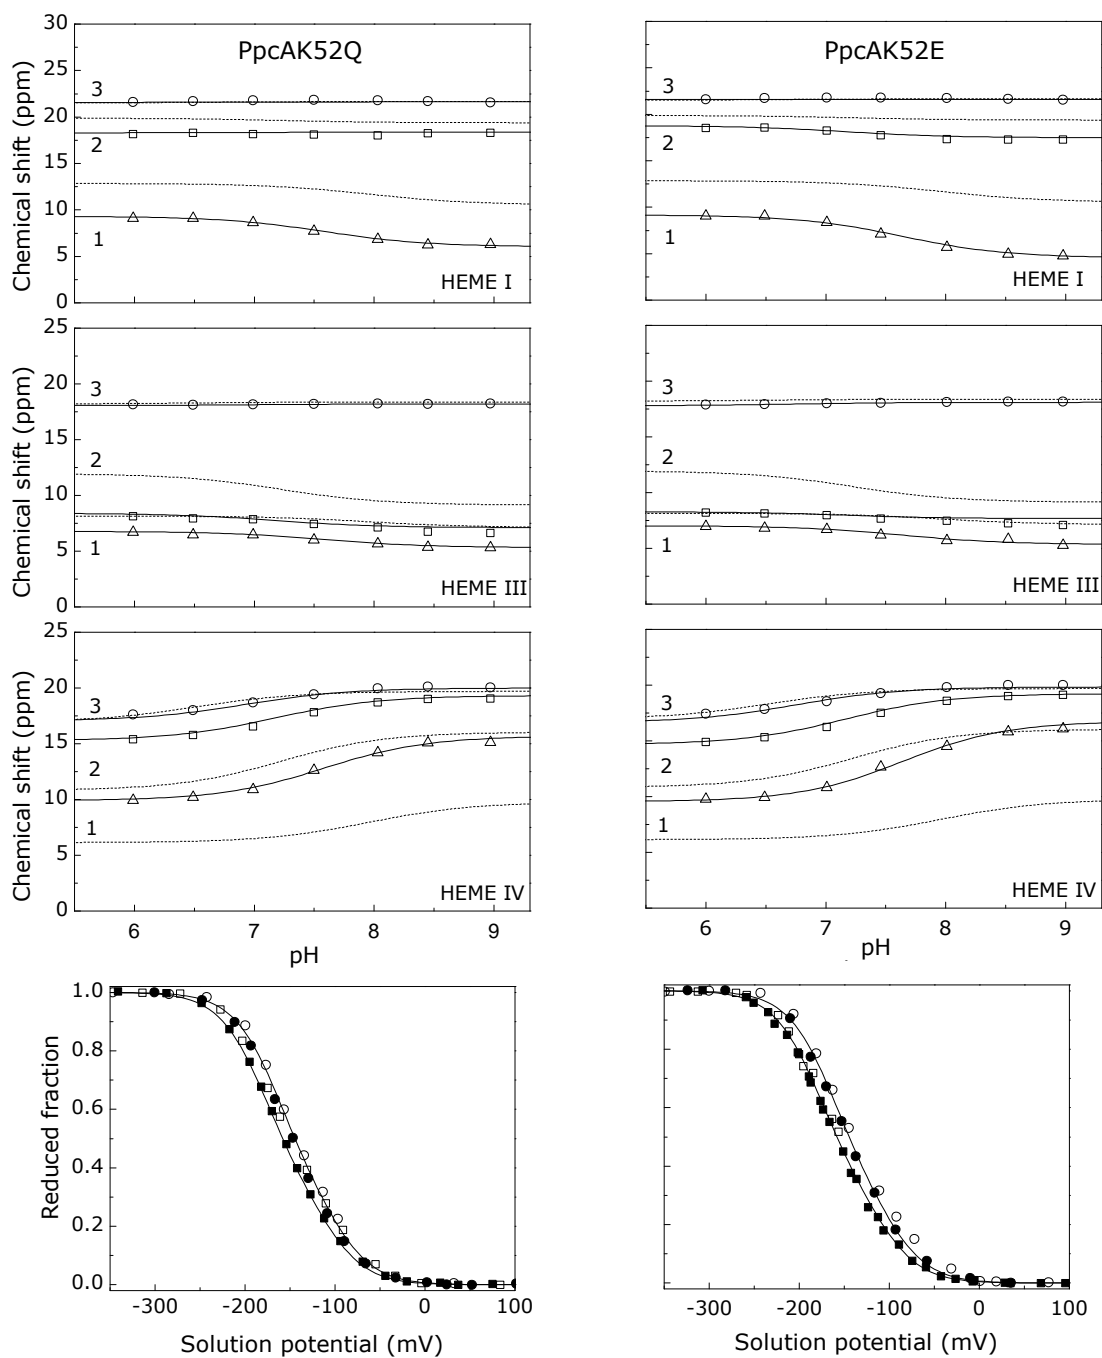 PpcAK52Q
PpcAK52E
Chemical shift (ppm)
30
25
20
15
10
5
0
3
2
1
HEME I
3
2
1
HEME I
Chemical shift (ppm)
25
20
15
10
5
0
3
2
1
HEME III
3
2
1
HEME III
Chemical shift (ppm)
25
20
15
10
5
0
3
2
1
HEME IV
3
2
1
HEME IV
6 7 8 9
pH
6 7 8 9
pH
Reduced fraction
1.0
0.8
0.6
0.4
0.2
0.0
-300 -200 -100 0 100
Solution potential (mV)
-300 -200 -100 0 100
Solution potential (mV)